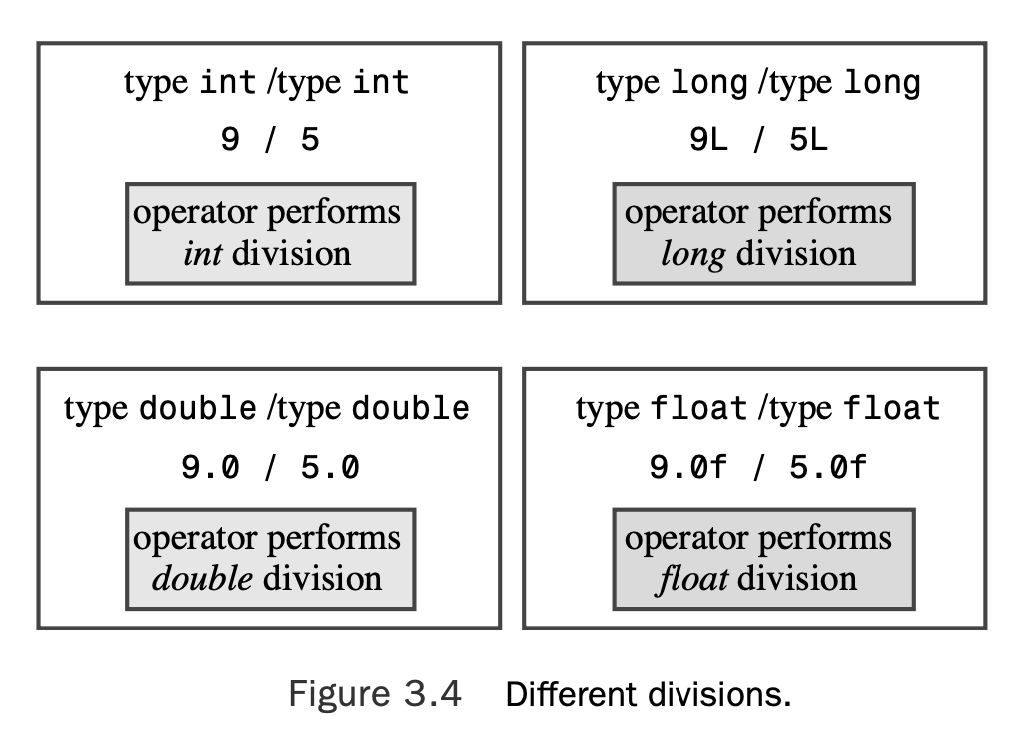 type int /type int
9 / 5
operator performs
int division
type long /type long
9L / 5L
operator performs
long division
type double /type double
9.0 / 5.0
operator performs
double division
type float /type float
9.0f / 5.0f
operator performs
float division
Figure 3.4 Different divisions.